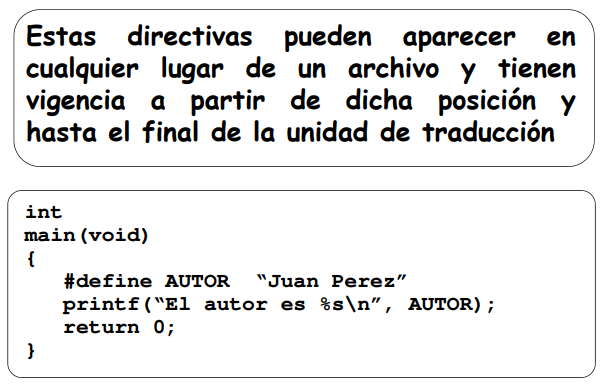 Estas directivas pueden aparecer en
cualquier lugar de un archivo y tienen
vigencia a partir de dicha posición y
hasta el final de la unidad de traducción
int
main(void)
{
#define AUTOR “Juan Perez”
printf(“El autor es %s\n”, AUTOR);
return 0;
}